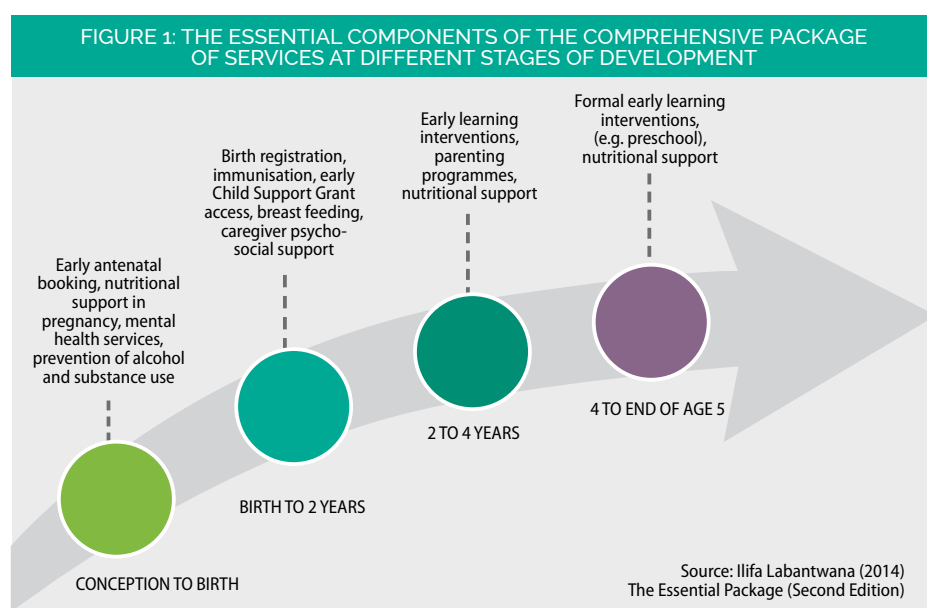 FIGURE 1: THE ESSENTIAL COMPONENTS OF THE COMPREHENSIVE PACKAGE
OF SERVICES AT DIFFERENT STAGES OF DEVELOPMENT
Early antenatal
booking, nutritional
support in
pregnancy, mental
health services,
prevention of alcohol
and substance use
CONCEPTION TO BIRTH
Birth registration,
immunisation, early
Child Support Grant
access, breast feeding,
caregiver psycho-
social support
BIRTH TO 2 YEARS
Early learning
interventions,
parenting
programmes,
nutritional support
2 TO 4 YEARS
Formal early learning
interventions,
(e.g. preschool),
nutritional support
4 TO END OF AGE 5
Source: Ilifa Labantwana (2014)
The Essential Package (Second Edition)